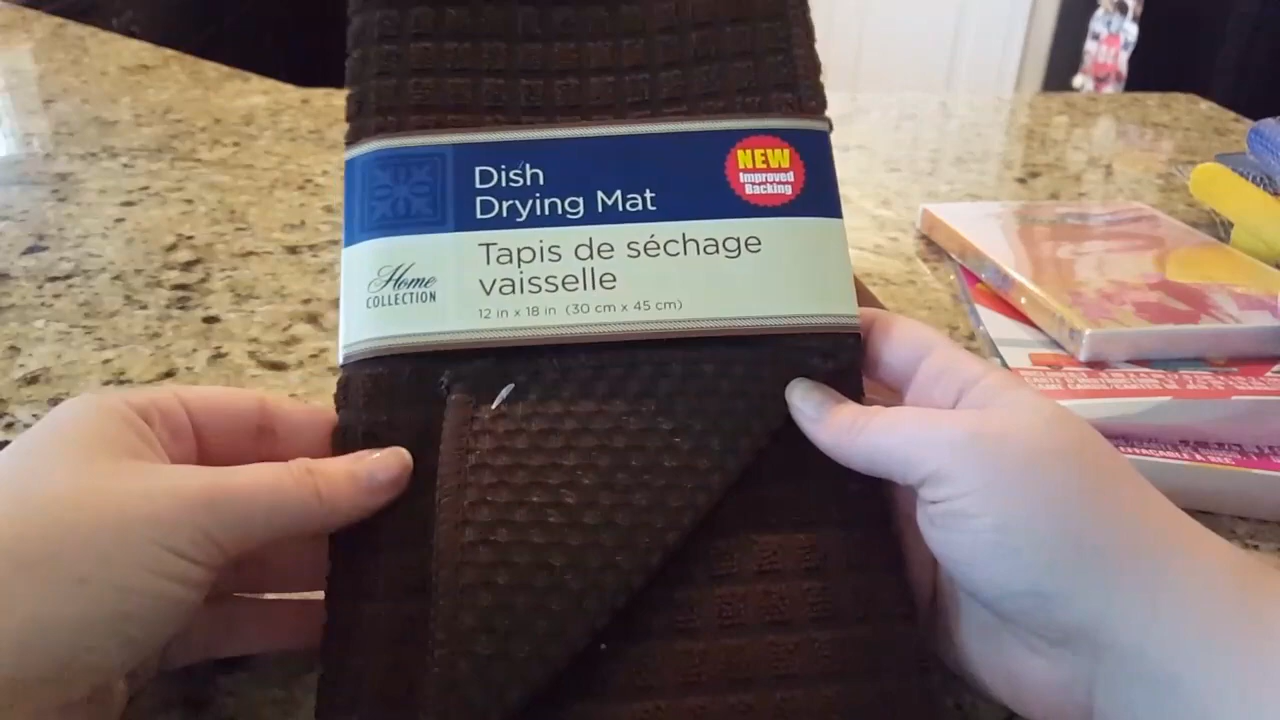 Dish
Drying Mat
NEW
Improved
Backing
Home
COLLECTION
Tapis de séchage
vaisselle
12 in x 18 in (30 cm x 45 cm)